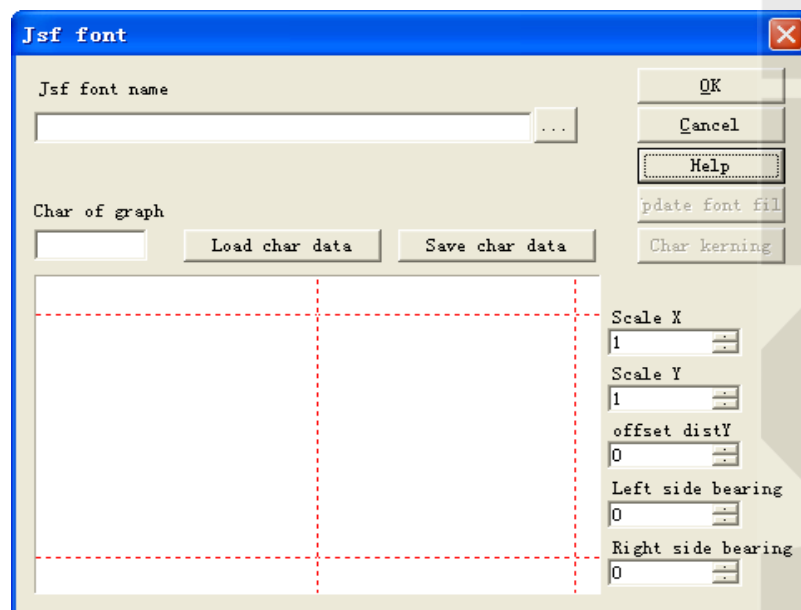 Jsf font
Jsf font name
...
OK
Cancel
Help
pdate font fil
Char kerning
Char of graph
Load char data
Save char data
Scale X
1
Scale Y
1
offset distY
0
Left side bearing
0
Right side bearing
0